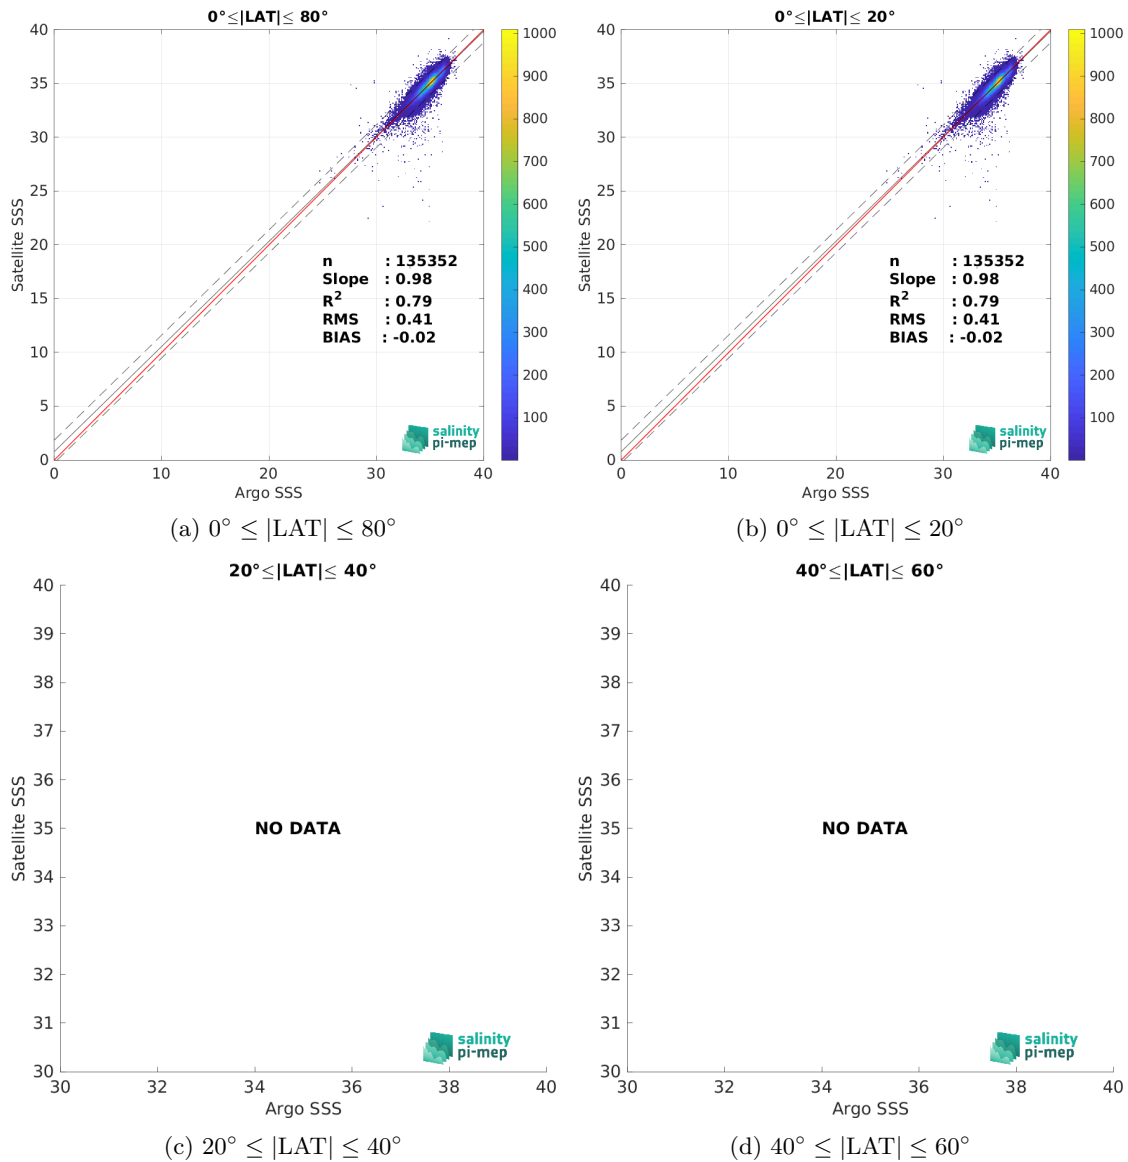 0°≤|LAT|≤ 80°
40
35
30
25
20
15
10
5
0
Satellite SSS
n : 135352
Slope : 0.98
R² : 0.79
RMS : 0.41
BIAS : -0.02
salinity
pi-mep
0 10 20 30 40
Argo SSS
1000
900
800
700
600
500
400
300
200
100
(a) 0° ≤ |LAT| ≤ 80°
0°≤|LAT|≤ 20°
40
35
30
25
20
15
10
5
0
Satellite SSS
n : 135352
Slope : 0.98
R² : 0.79
RMS : 0.41
BIAS : -0.02
salinity
pi-mep
0 10 20 30 40
Argo SSS
1000
900
800
700
600
500
400
300
200
100
(b) 0° ≤ |LAT| ≤ 20°
20°≤|LAT|≤ 40°
40
39
38
37
36
35
34
33
32
31
30
Satellite SSS
NO DATA
salinity
pi-mep
30 32 34 36 38 40
Argo SSS
(c) 20° ≤ |LAT| ≤ 40°
40°≤|LAT|≤ 60°
40
39
38
37
36
35
34
33
32
31
30
Satellite SSS
NO DATA
salinity
pi-mep
30 32 34 36 38 40
Argo SSS
(d) 40° ≤ |LAT| ≤ 60°